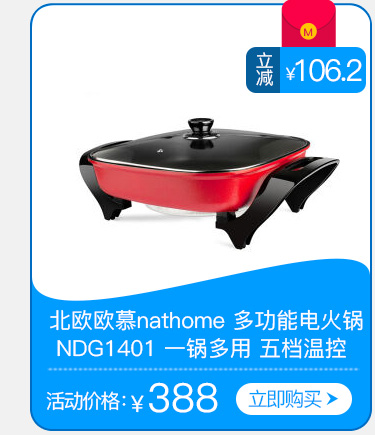 M
立减 ¥106.2
北欧欧慕nathome 多功能电火锅
NDG1401 一锅多用 五档温控
活动价格:¥388 立即购买